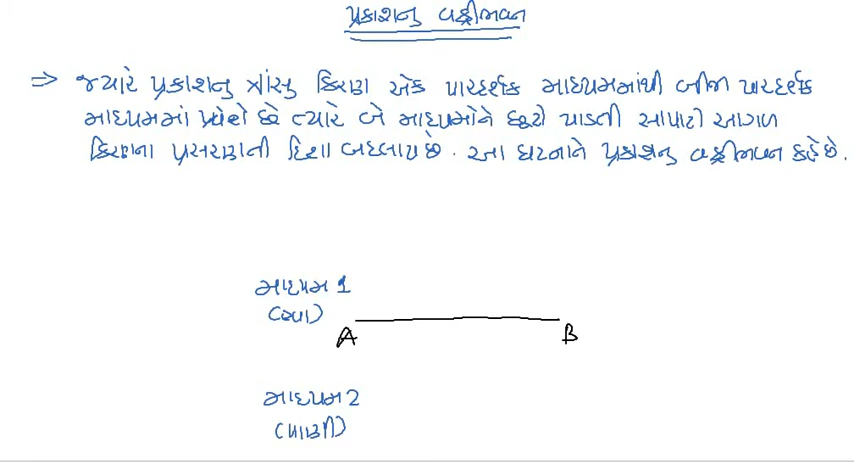 પ્રકાશનુ વક્રીભવન
⇒ જ્યારે પ્રકાશનુ ત્રાંસુ કિરણ એક પારદર્શક માધ્યમમાંથી બીજા પારદર્શક
માધ્યમમાં પ્રવેશે છે ત્યારે બે માધ્યમોને છુટી પાડતી સપાટી આગળ
કિરણના પ્રસરણની દિશા બદલાય છે. આ ઘટનાને પ્રકાશનુ વક્રીભવન કહે છે.
માધ્યમ 1
(હવા)
A B
માધ્યમ 2
(પાણી)